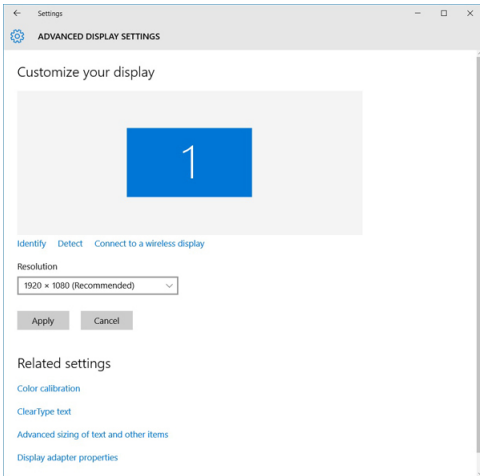 Settings
ADVANCED DISPLAY SETTINGS
Customize your display
1
Identify Detect Connect to a wireless display
Resolution
1920 × 1080 (Recommended)
Apply Cancel
Related settings
Color calibration
ClearType text
Advanced sizing of text and other items
Display adapter properties